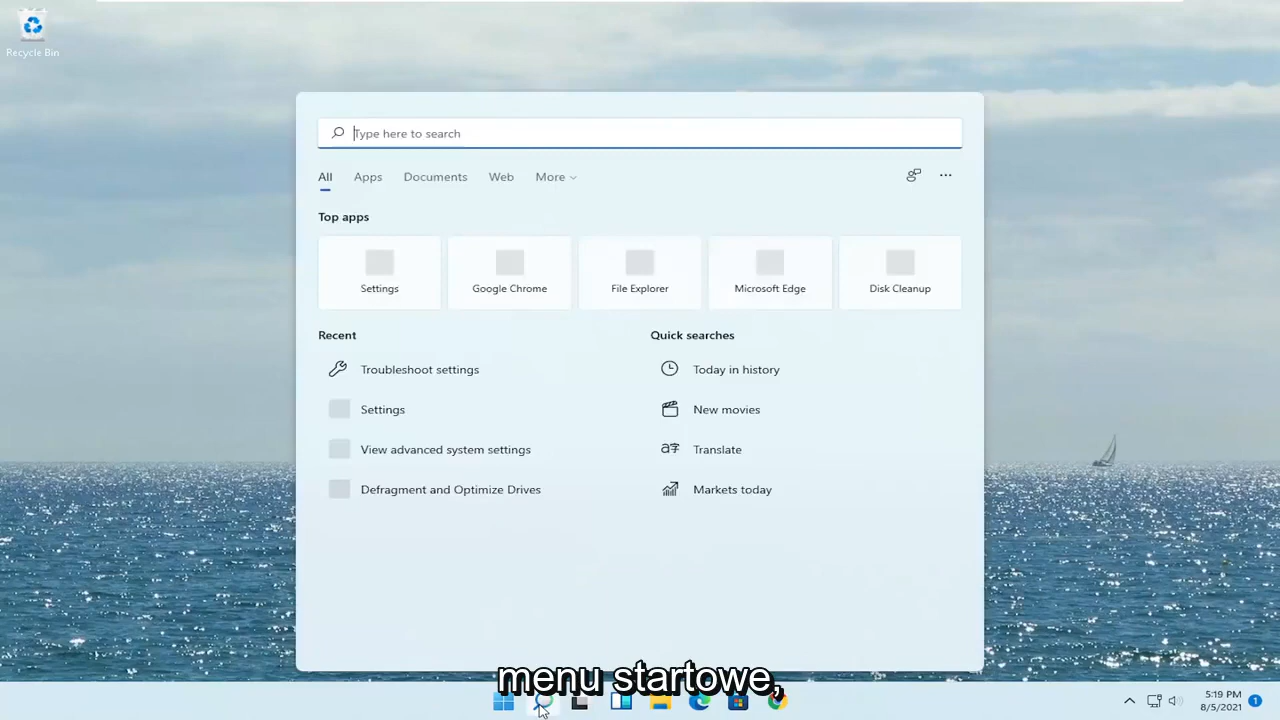 Recycle Bin
Type here to search
All Apps Documents Web More
Top apps
Settings Google Chrome File Explorer Microsoft Edge Disk Cleanup
Recent Quick searches
Troubleshoot settings Today in history
Settings New movies
View advanced system settings Translate
Defragment and Optimize Drives Markets today
menu startowe,
5:19 PM
8/5/2021 1